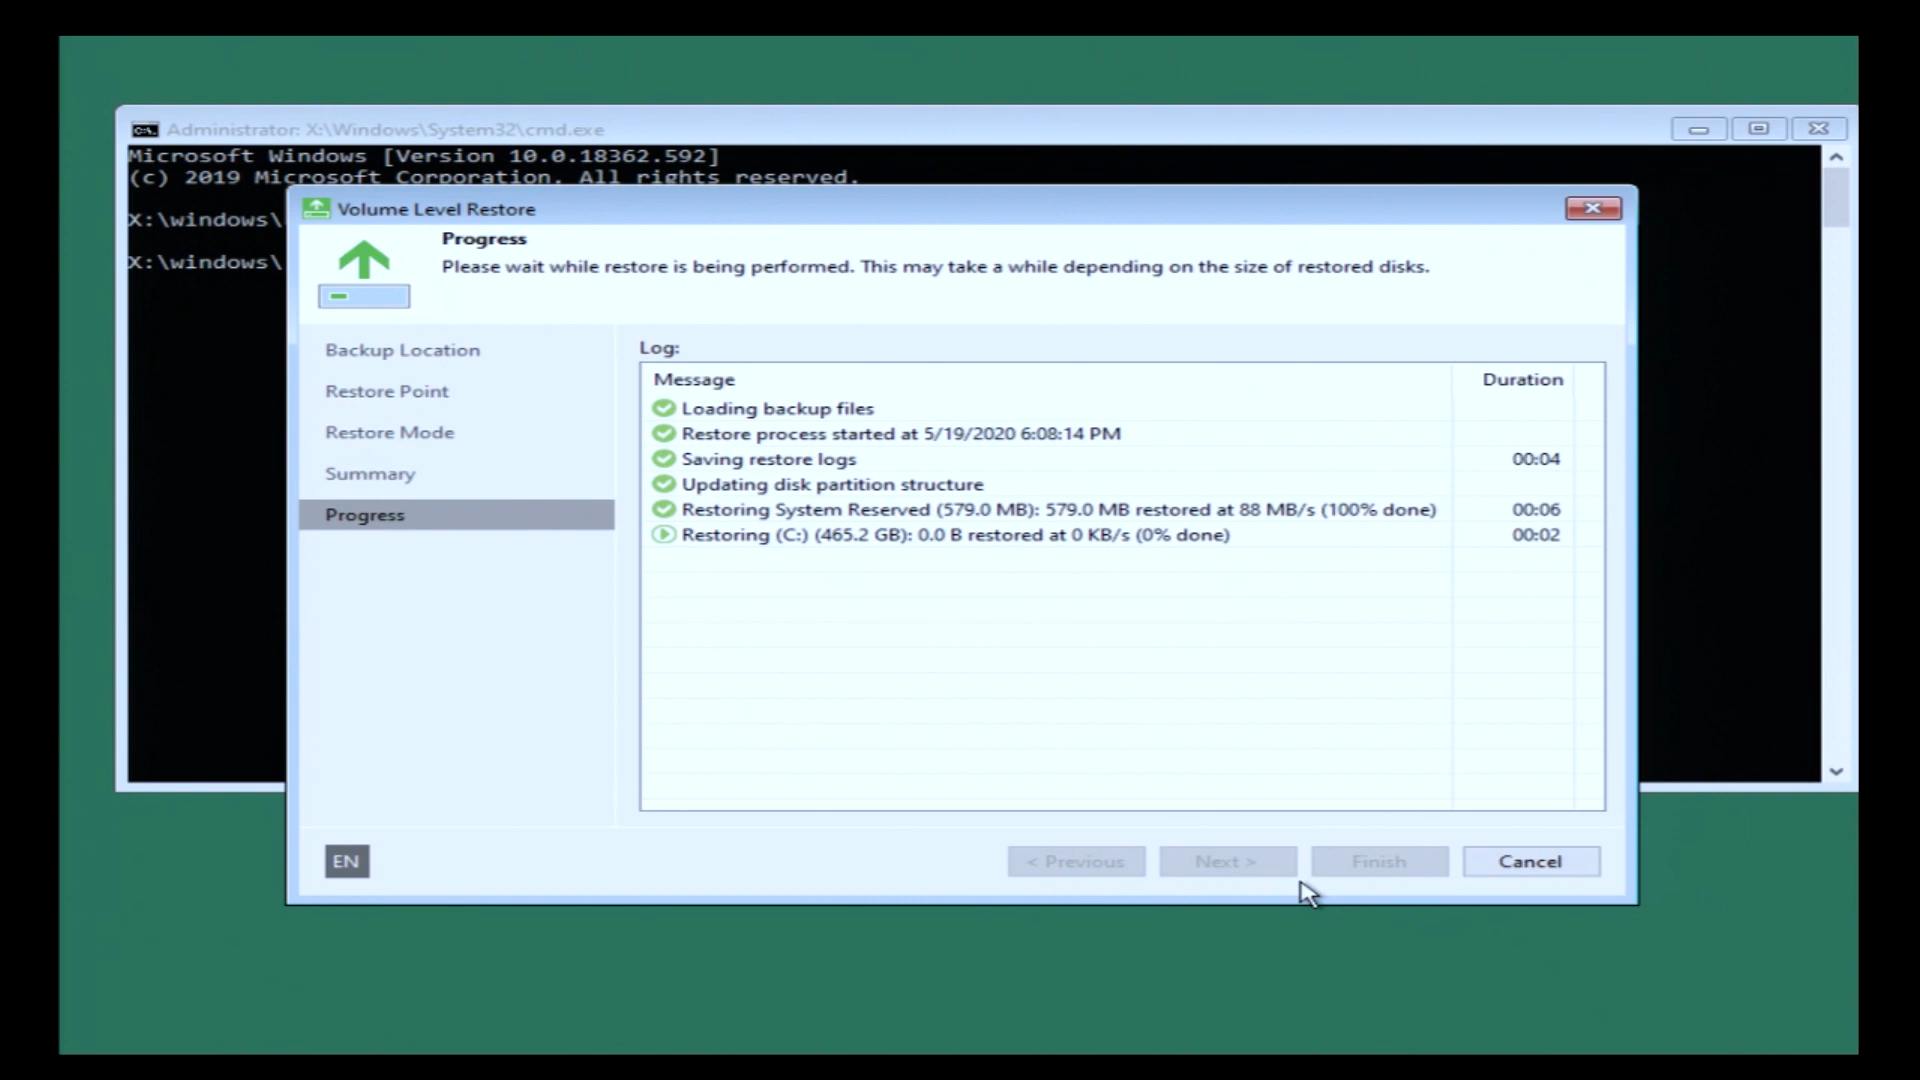 Administrator: X:\Windows\System32\cmd.exe
Microsoft Windows [Version 10.0.18362.592]
(c) 2019 Microsoft Corporation. All rights reserved.
X:\windows\
X:\windows\
Volume Level Restore
Progress
Please wait while restore is being performed. This may take a while depending on the size of restored disks.
Backup Location
Restore Point
Restore Mode
Summary
Progress
Log:
Message Duration
Loading backup files
Restore process started at 5/19/2020 6:08:14 PM
Saving restore logs 00:04
Updating disk partition structure
Restoring System Reserved (579.0 MB): 579.0 MB restored at 88 MB/s (100% done) 00:06
Restoring (C:) (465.2 GB): 0.0 B restored at 0 KB/s (0% done) 00:02
EN
< Previous Next > Finish Cancel